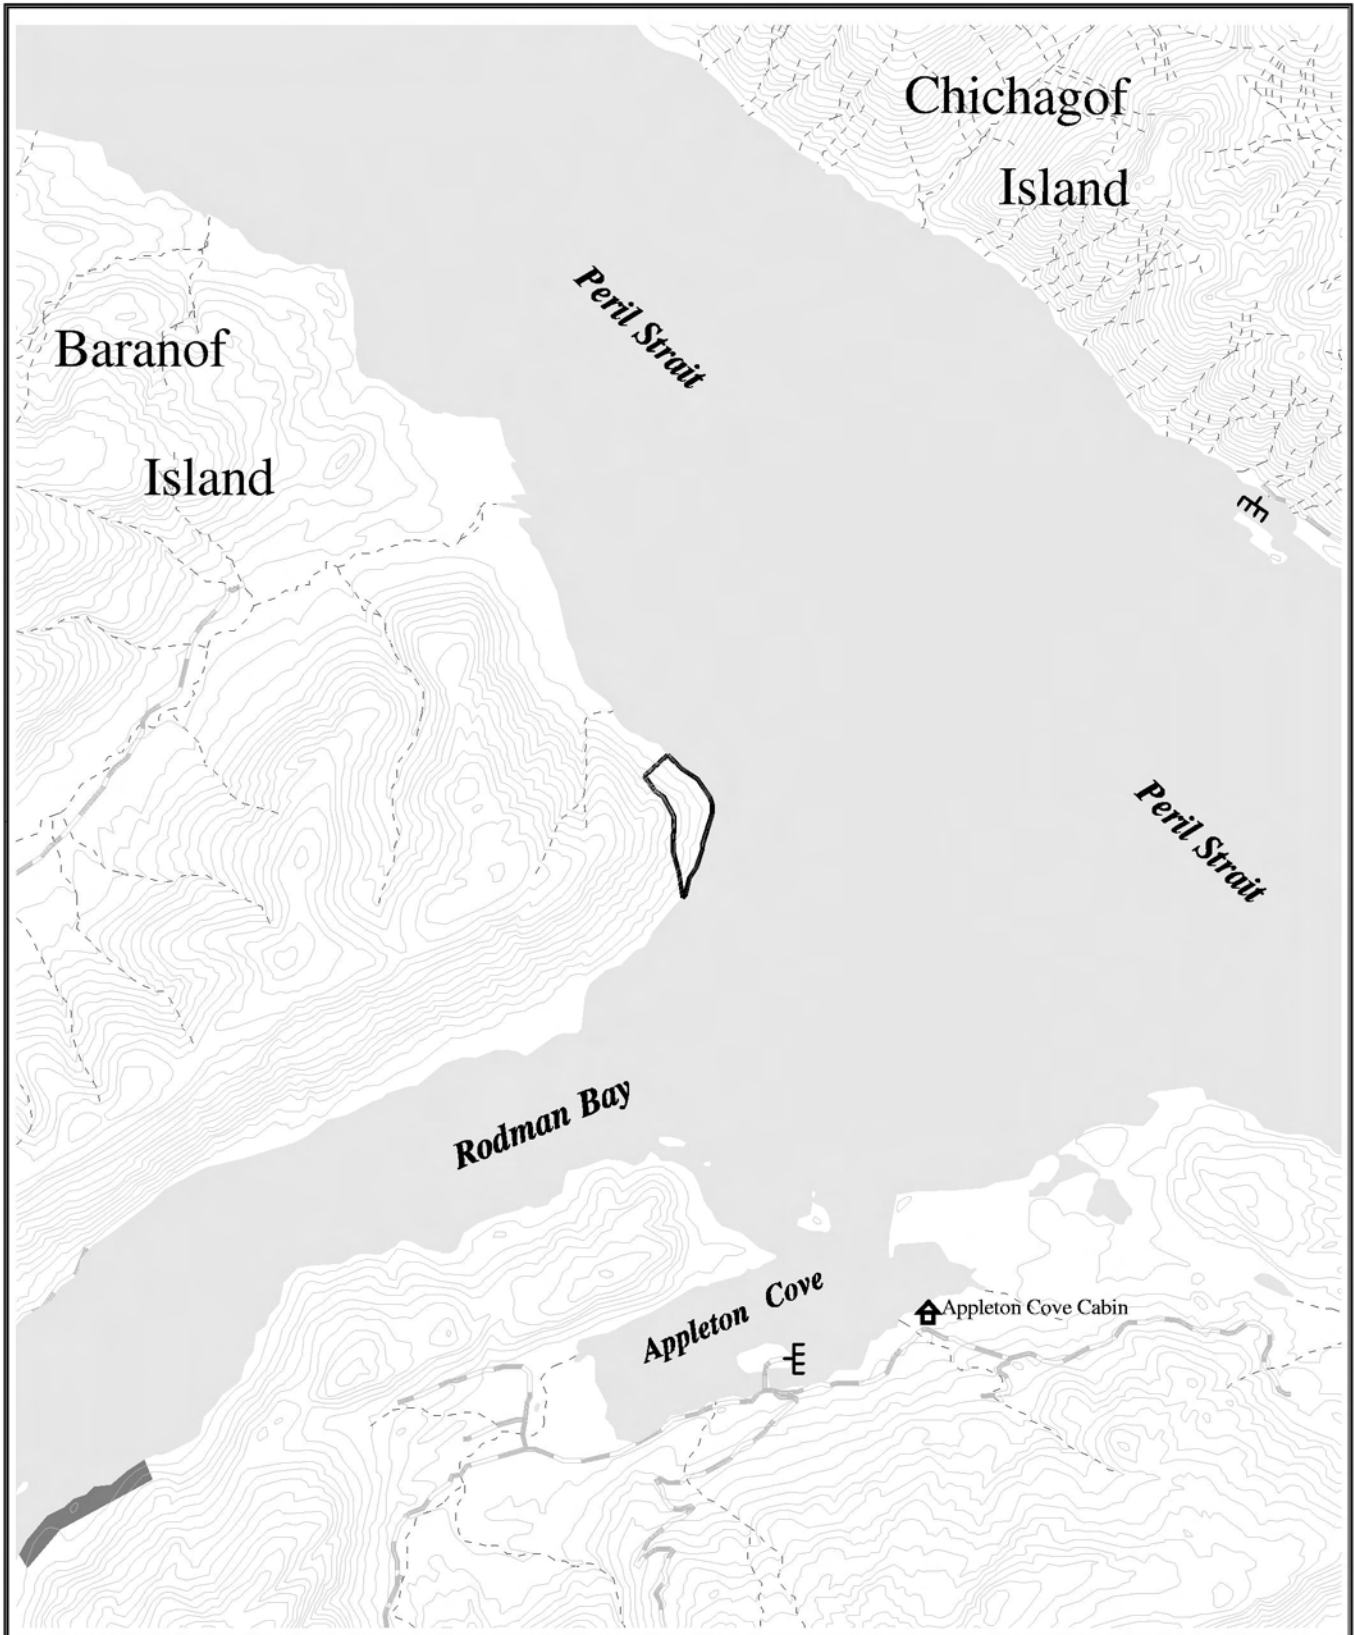 Chichagof
Island
Peril Strait
Baranof
Island
Peril Strait
Rodman Bay
Appleton Cove
Appleton Cove Cabin